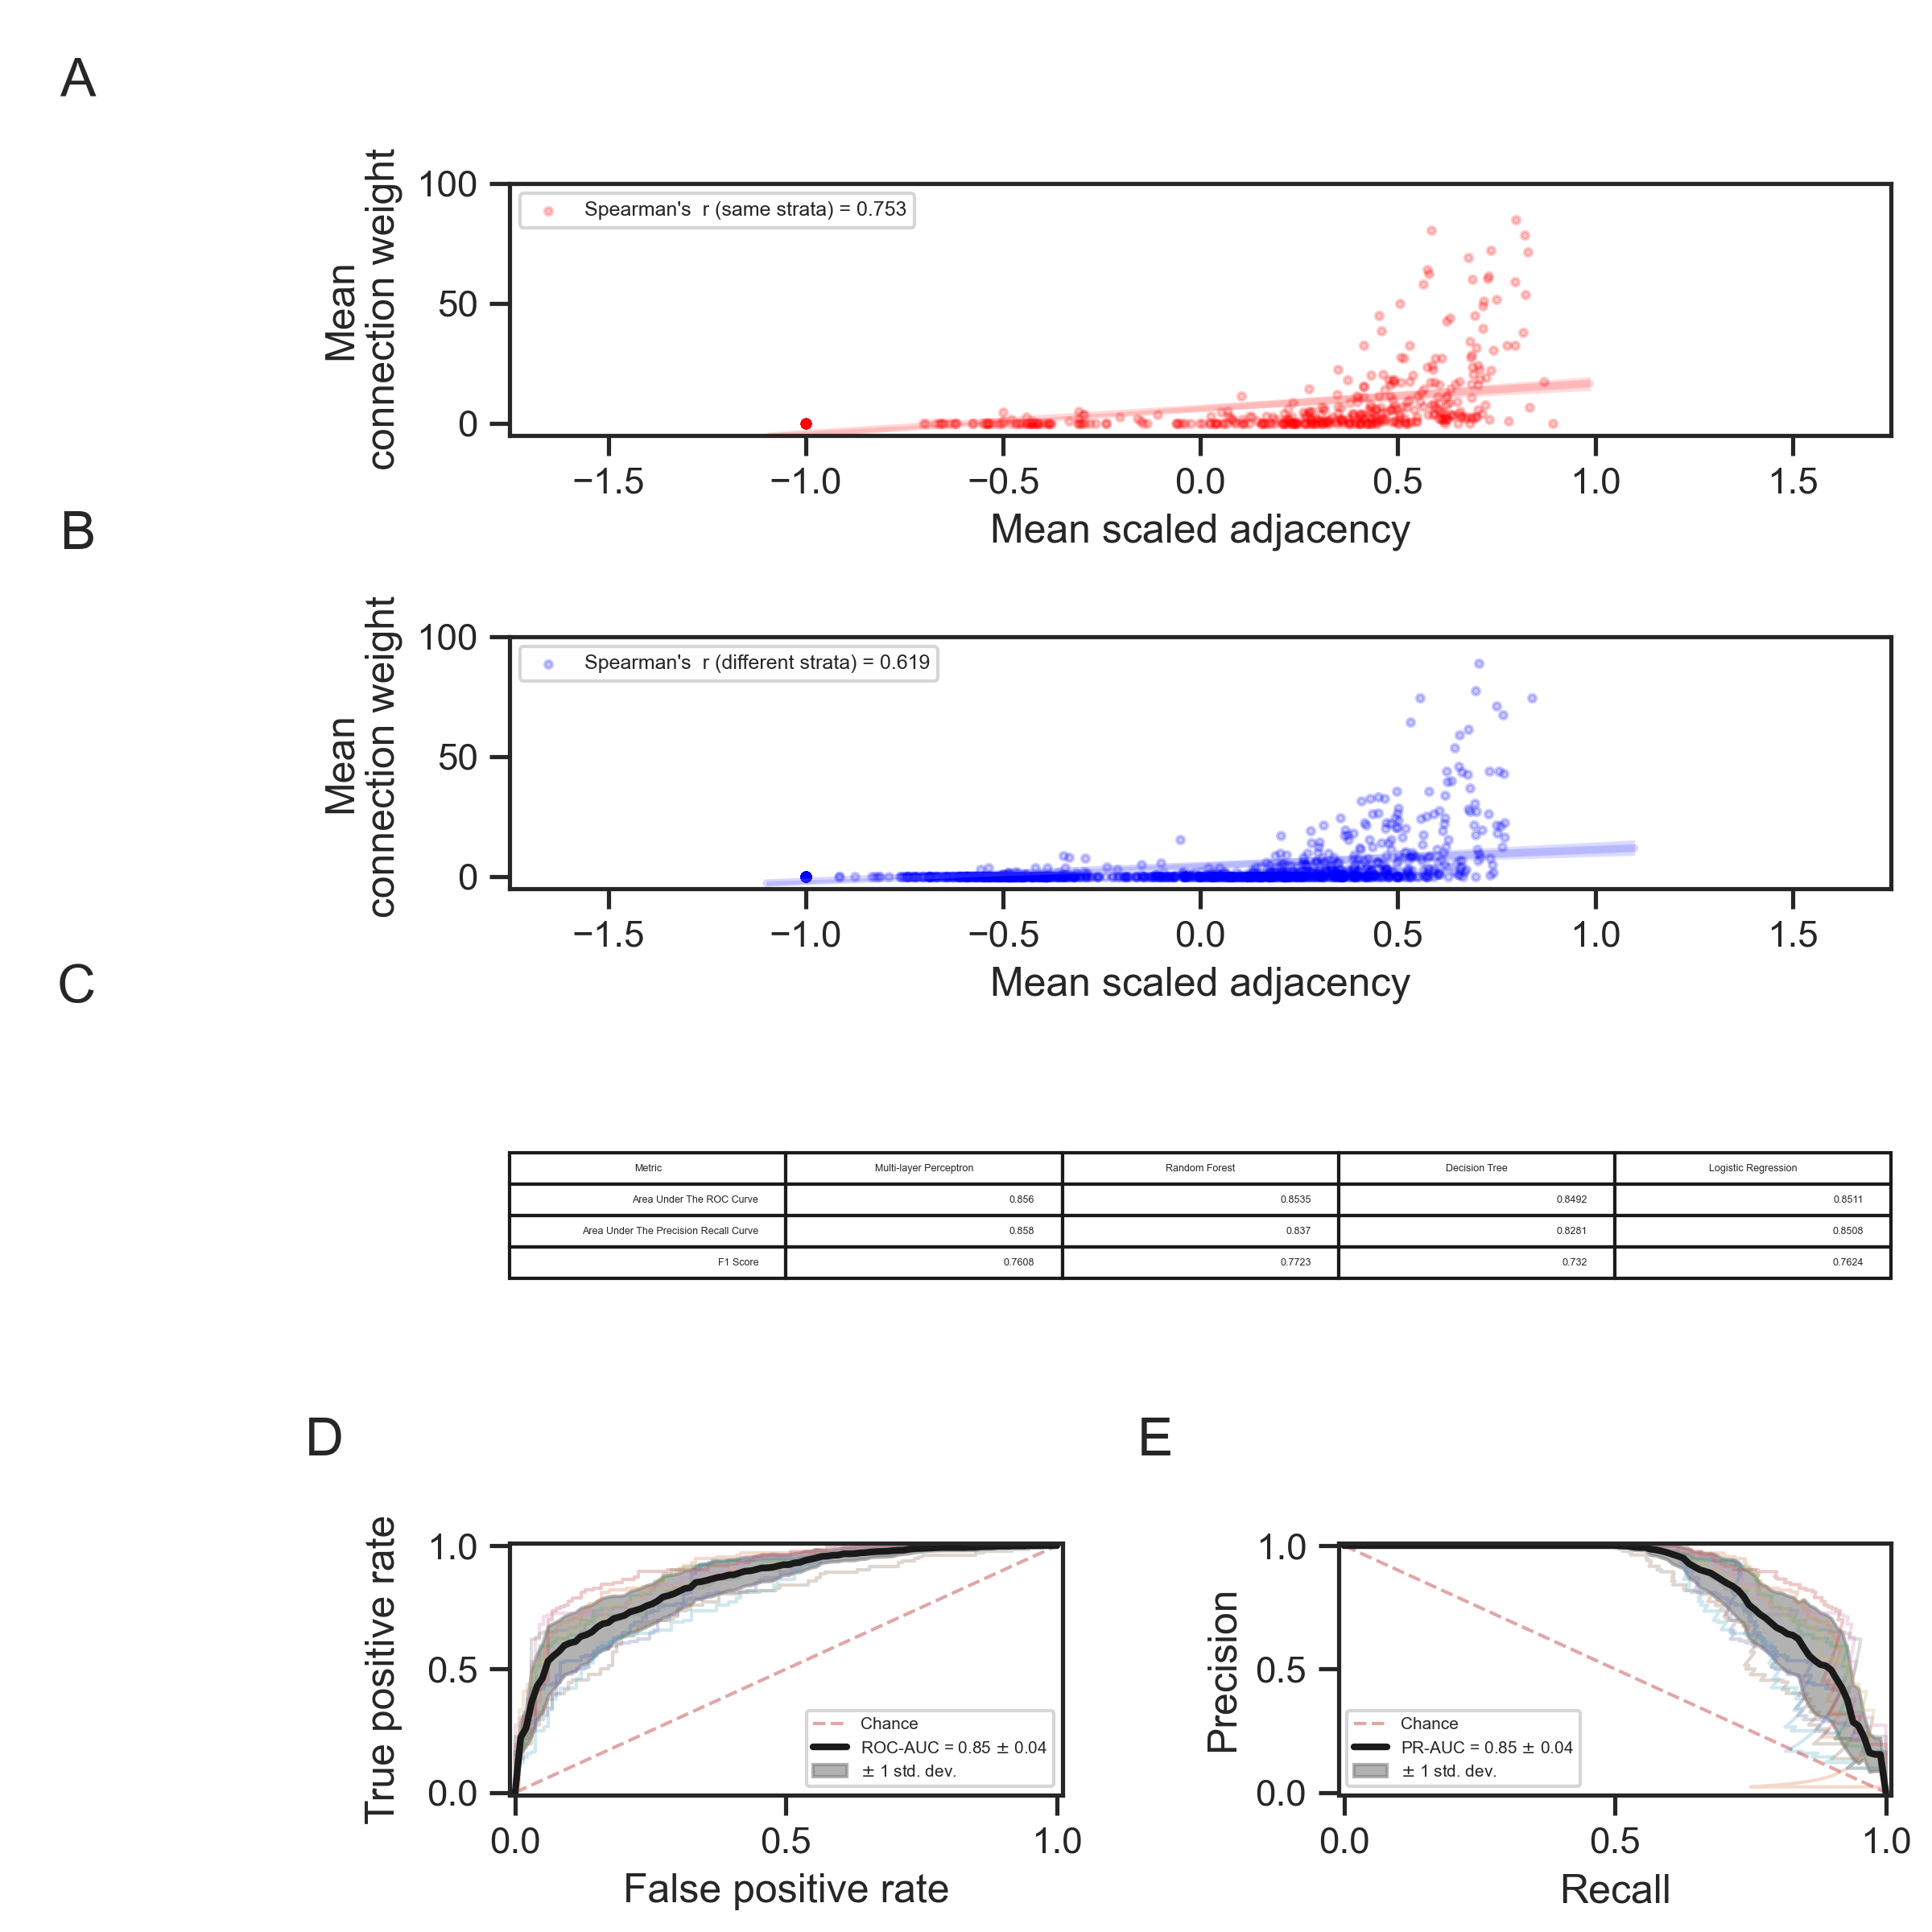 A
Mean
connection weight
100
50
0
Spearman's  r (same strata) = 0.753
−1.5
−1.0
−0.5
0.0
0.5
1.0
1.5
Mean scaled adjacency
B
Mean
connection weight
100
50
0
Spearman's  r (different strata) = 0.619
−1.5
−1.0
−0.5
0.0
0.5
1.0
1.5
Mean scaled adjacency
C
Metric Multi-layer Perceptron Random Forest Decision Tree Logistic Regression
Area Under The ROC Curve 0.856 0.8535 0.8492 0.8511
Area Under The Precision Recall Curve 0.858 0.837 0.8281 0.8508
F1 Score 0.7608 0.7723 0.732 0.7624
D
True positive rate
1.0
0.5
0.0
Chance
ROC-AUC = 0.85 ± 0.04
± 1 std. dev.
0.0
0.5
1.0
False positive rate
E
Precision
1.0
0.5
0.0
Chance
PR-AUC = 0.85 ± 0.04
± 1 std. dev.
0.0
0.5
1.0
Recall